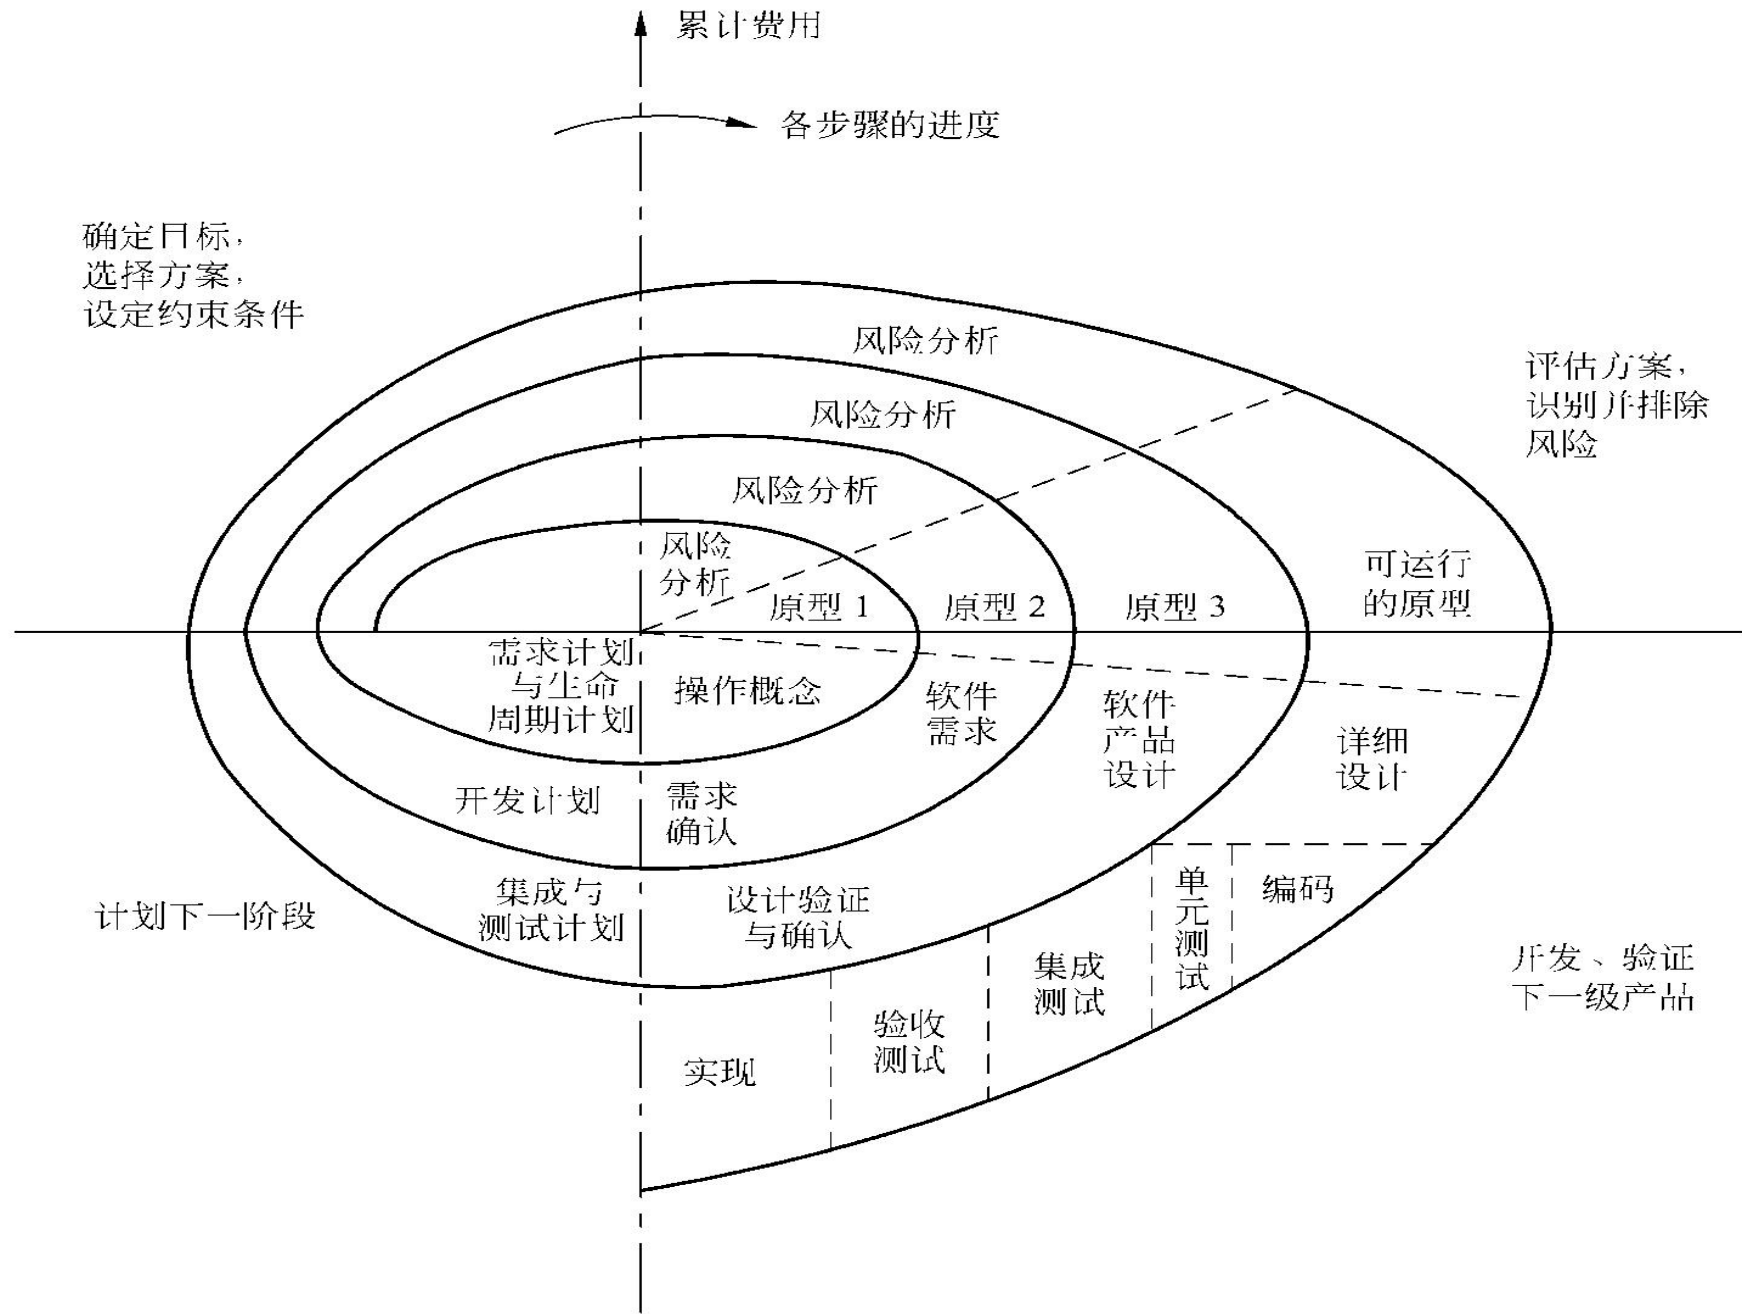 累计费用
各步骤的进度
确定目标，
选择方案，
设定约束条件
风险分析
评估方案，
识别并排除
风险
风险分析
风险分析
风险
分析
可运行
的原型
原型 1
原型 2
原型 3
需求计划
与生命
周期计划
操作概念
软件
需求
软件
产品
设计
详细
设计
开发计划
需求
确认
集成与
测试计划
设计验证
与确认
单
元
测
试
编码
计划下一阶段
开发、验证
下一级产品
集成
测试
验收
测试
实现